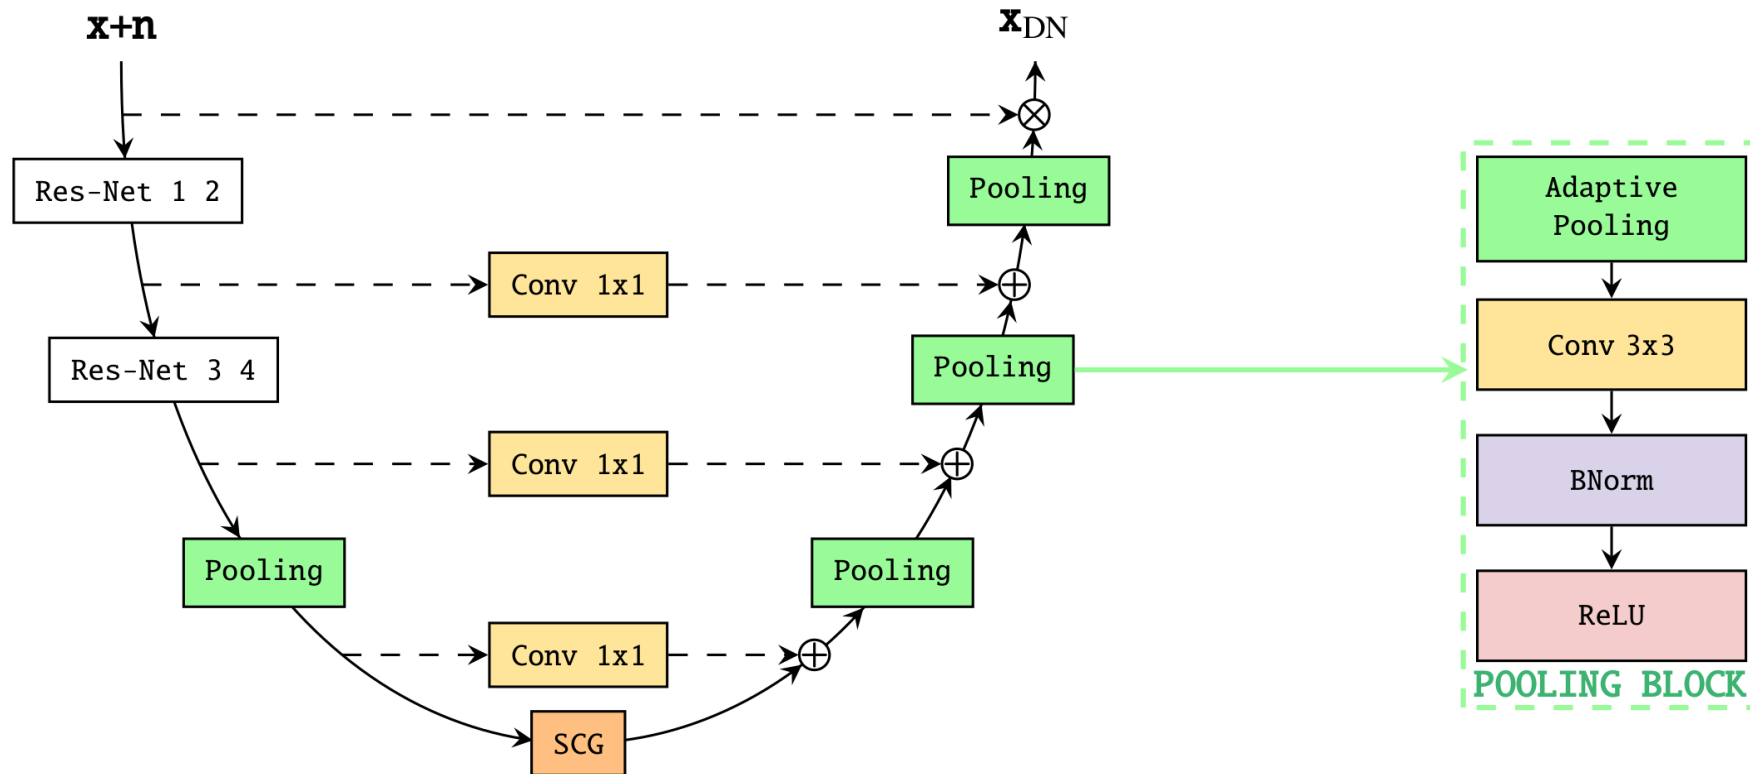 x+n
x_DN
Res-Net 1 2
Pooling
Adaptive
Pooling
Conv 1x1
Res-Net 3 4
Pooling
Conv 3x3
Conv 1x1
BNorm
Pooling
Pooling
ReLU
Conv 1x1
POOLING BLOCK
SCG